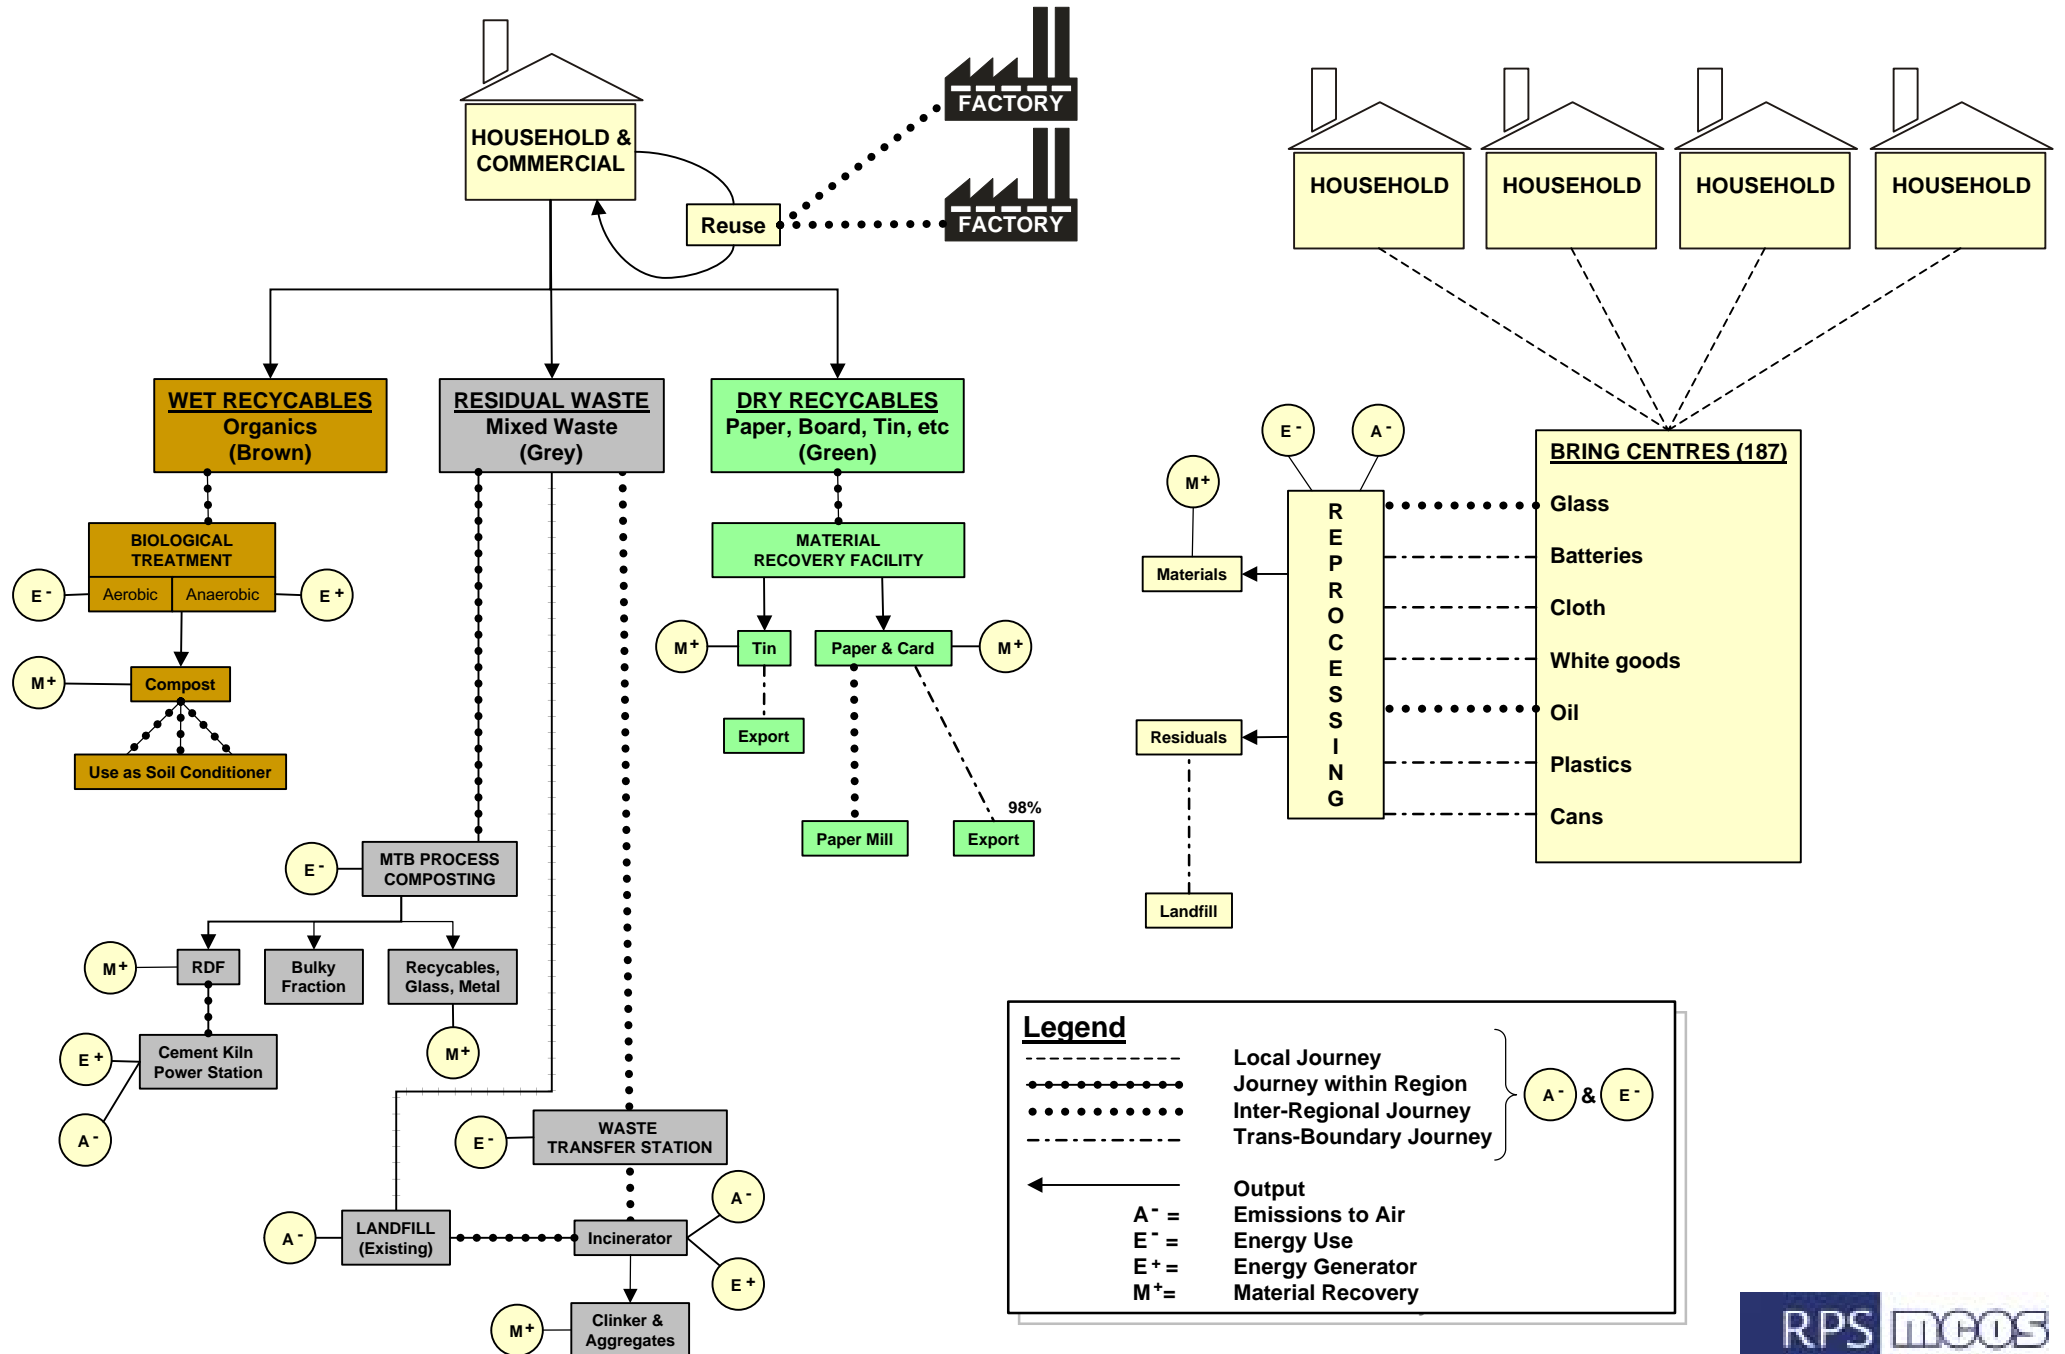 FACTORY
HOUSEHOLD &
COMMERCIAL
Reuse
FACTORY
HOUSEHOLD
HOUSEHOLD
HOUSEHOLD
HOUSEHOLD
WET RECYCABLES
Organics
(Brown)
RESIDUAL WASTE
Mixed Waste
(Grey)
DRY RECYCABLES
Paper, Board, Tin, etc
(Green)
BIOLOGICAL
TREATMENT
Aerobic
Anaerobic
E -
E +
M +
Compost
Use as Soil Conditioner
MATERIAL
RECOVERY FACILITY
M +
Tin
Paper & Card
M +
Export
98%
Paper Mill
Export
E -
MTB PROCESS
COMPOSTING
M +
RDF
Bulky
Fraction
Recycables,
Glass, Metal
M +
E +
Cement Kiln
Power Station
A -
E -
WASTE
TRANSFER STATION
A -
LANDFILL
(Existing)
Incinerator
A -
E +
M +
Clinker &
Aggregates
E -
A -
M +
REPROCESSING
Materials
Residuals
Landfill
BRING CENTRES (187)
Glass
Batteries
Cloth
White goods
Oil
Plastics
Cans
Legend
Local Journey
Journey within Region
Inter-Regional Journey
Trans-Boundary Journey
A - & E -
Output
A - = Emissions to Air
E - = Energy Use
E + = Energy Generator
M + = Material Recovery
RPS mcos